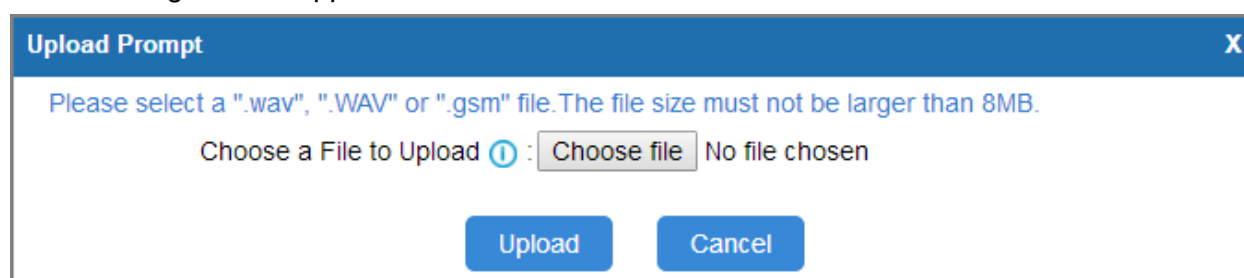 Upload Prompt X
Please select a ".wav", ".WAV" or ".gsm" file.The file size must not be larger than 8MB.
Choose a File to Upload : Choose file No file chosen
Upload Cancel